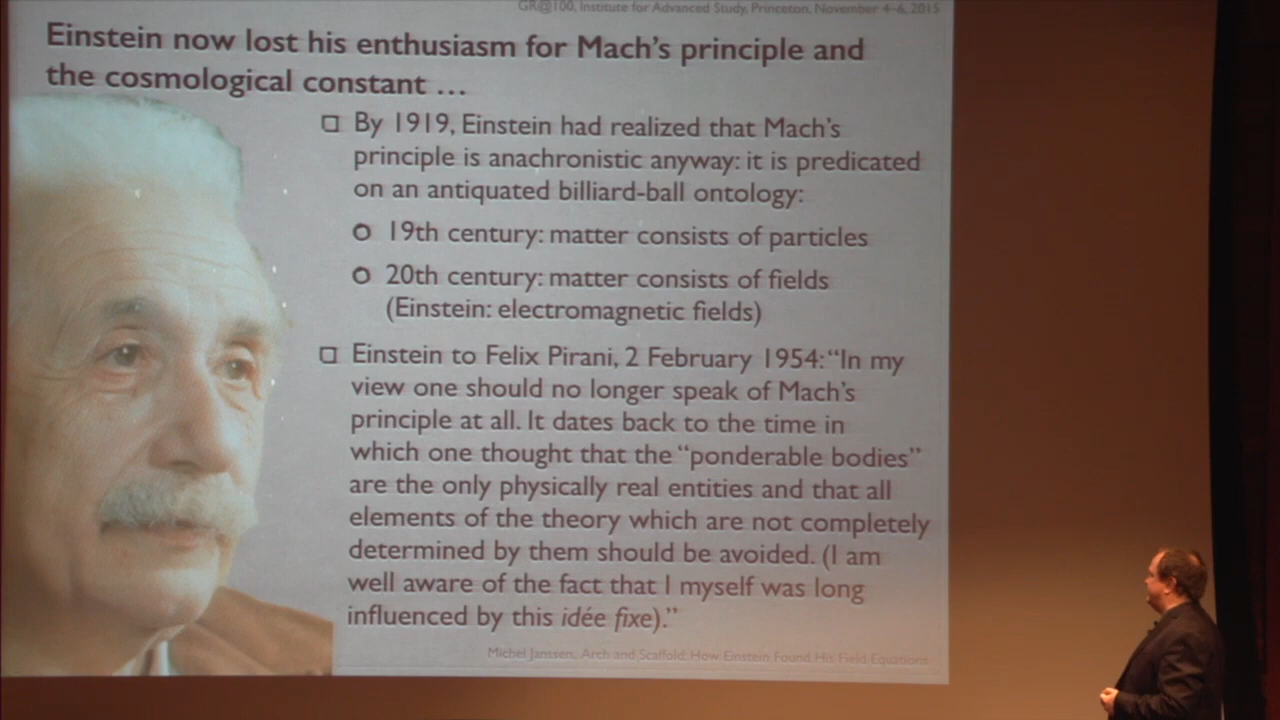 GR@100, Institute for Advanced Study, Princeton, November 4-6, 2015
Einstein now lost his enthusiasm for Mach's principle and
the cosmological constant …
□ By 1919, Einstein had realized that Mach's
principle is anachronistic anyway: it is predicated
on an antiquated billiard-ball ontology:
o 19th century: matter consists of particles
o 20th century: matter consists of fields
(Einstein: electromagnetic fields)
□ Einstein to Felix Pirani, 2 February 1954: “In my
view one should no longer speak of Mach's
principle at all. It dates back to the time in
which one thought that the “ponderable bodies”
are the only physically real entities and that all
elements of the theory which are not completely
determined by them should be avoided. (I am
well aware of the fact that I myself was long
influenced by this idée fixe).”
Michel Janssen, Arch and Scaffold: How Einstein Found His Field Equations